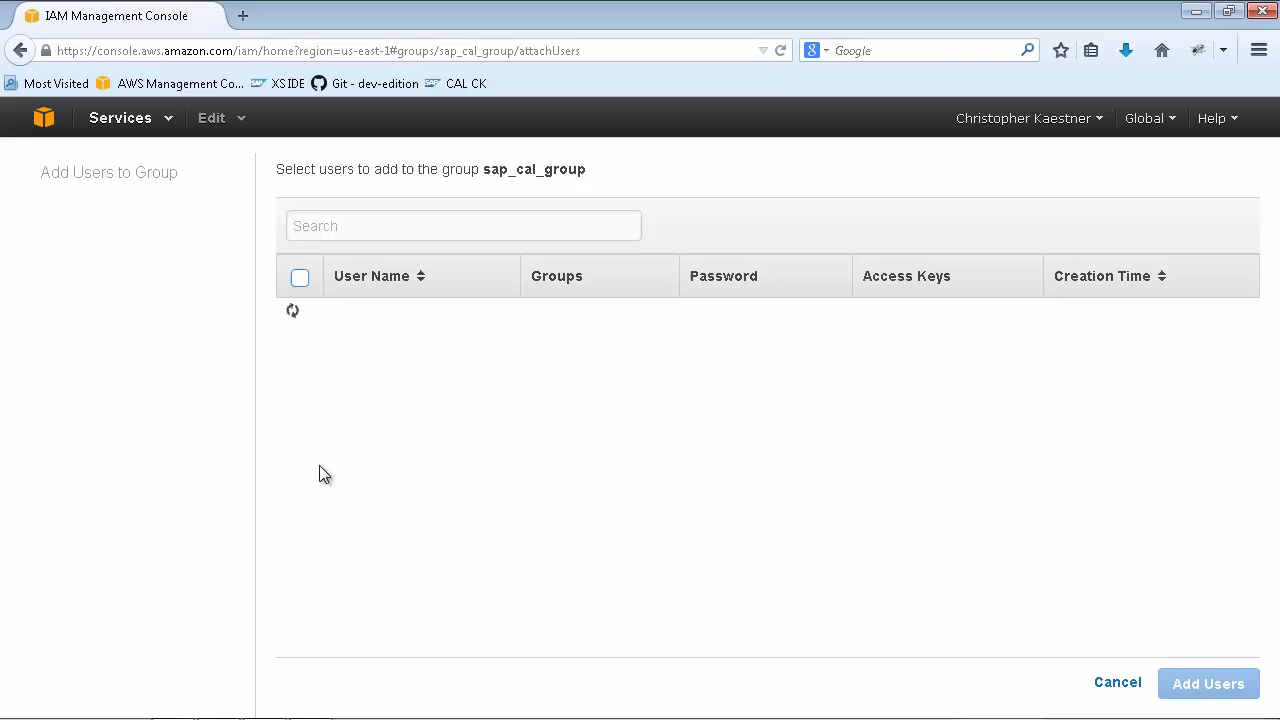 IAM Management Console
https://console.aws.amazon.com/iam/home?region=us-east-1#groups/sap_cal_group/attachUsers
Google
Most Visited AWS Management Co... XS IDE Git - dev-edition CAL CK
Services Edit Christopher Kaestner Global Help
Add Users to Group
Select users to add to the group sap_cal_group
Search
User Name Groups Password Access Keys Creation Time
Cancel Add Users